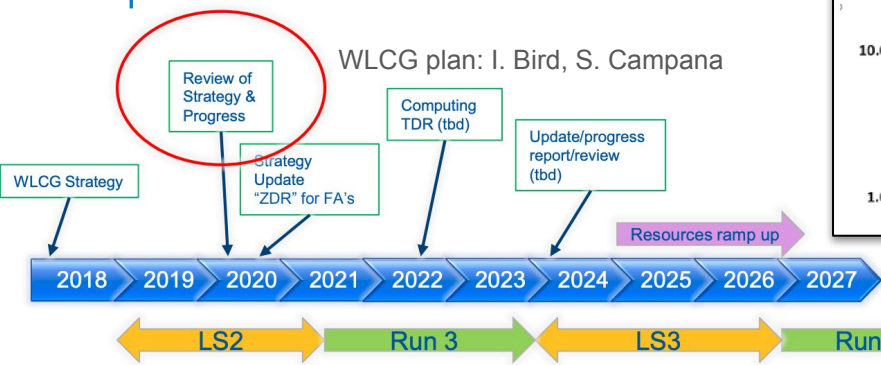 WLCG plan: I. Bird, S. Campana
Review of
Strategy &
Progress
Computing
TDR (tbd)
Update/progress
report/review
(tbd)
WLCG Strategy
Strategy
Update
“ZDR” for FA's
Resources ramp up
2018 2019 2020 2021 2022 2023 2024 2025 2026 2027
LS2 Run 3 LS3 Run